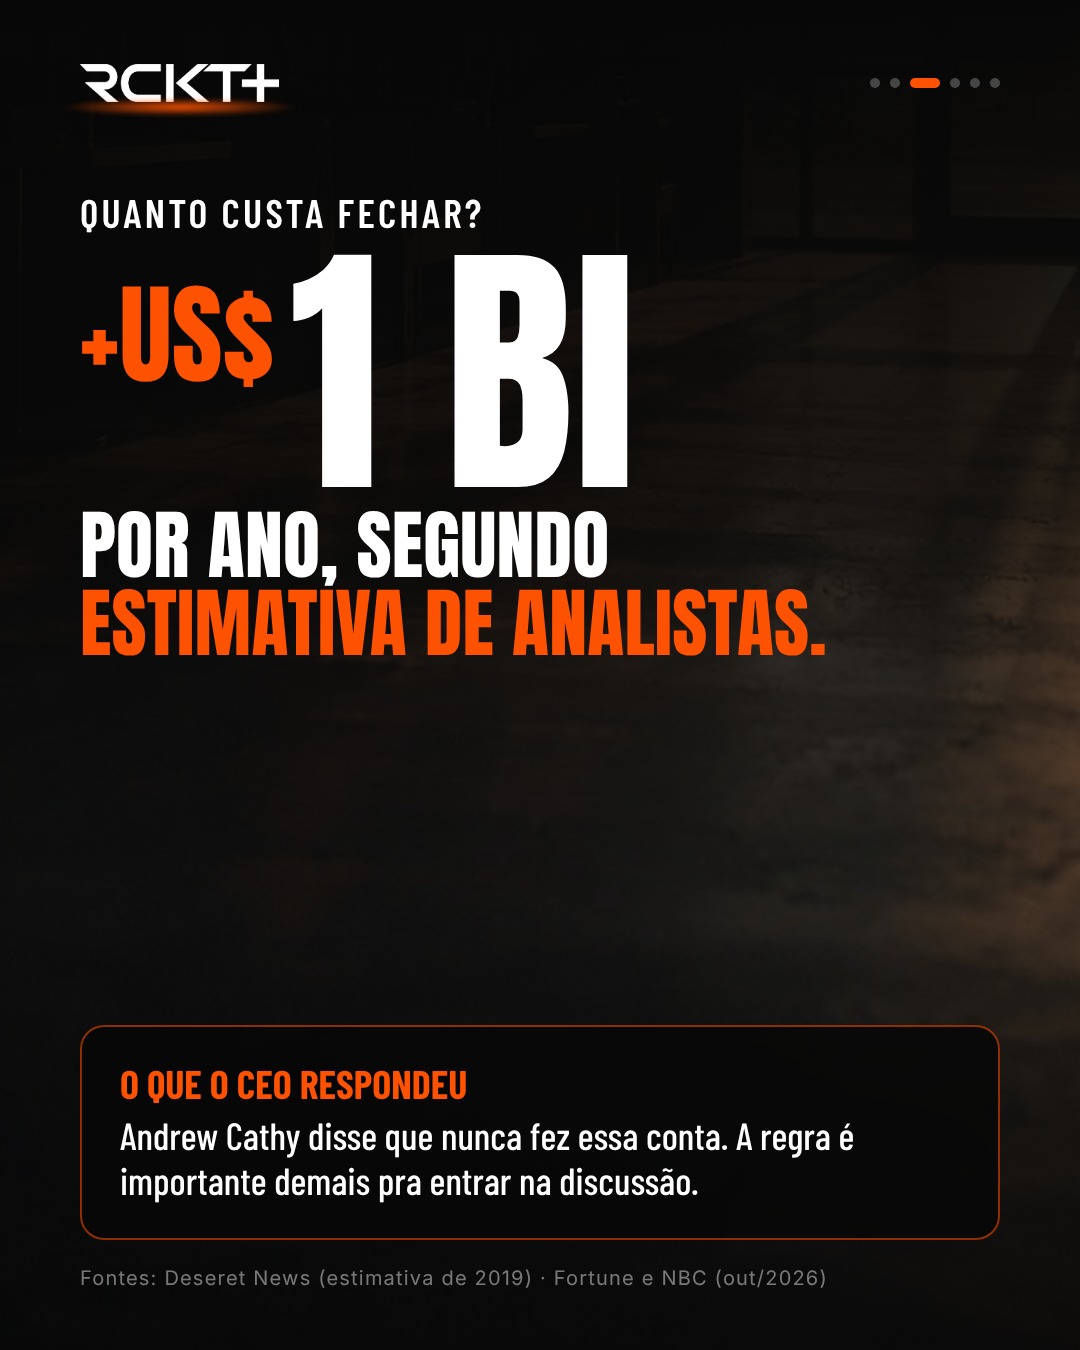 RCKT+
QUANTO CUSTA FECHAR?
+US$ 1 BI
POR ANO, SEGUNDO
ESTIMATIVA DE ANALISTAS.
O QUE O CEO RESPONDEU
Andrew Cathy disse que nunca fez essa conta. A regra é
importante demais pra entrar na discussão.
Fontes: Deseret News (estimativa de 2019) · Fortune e NBC (out/2026)